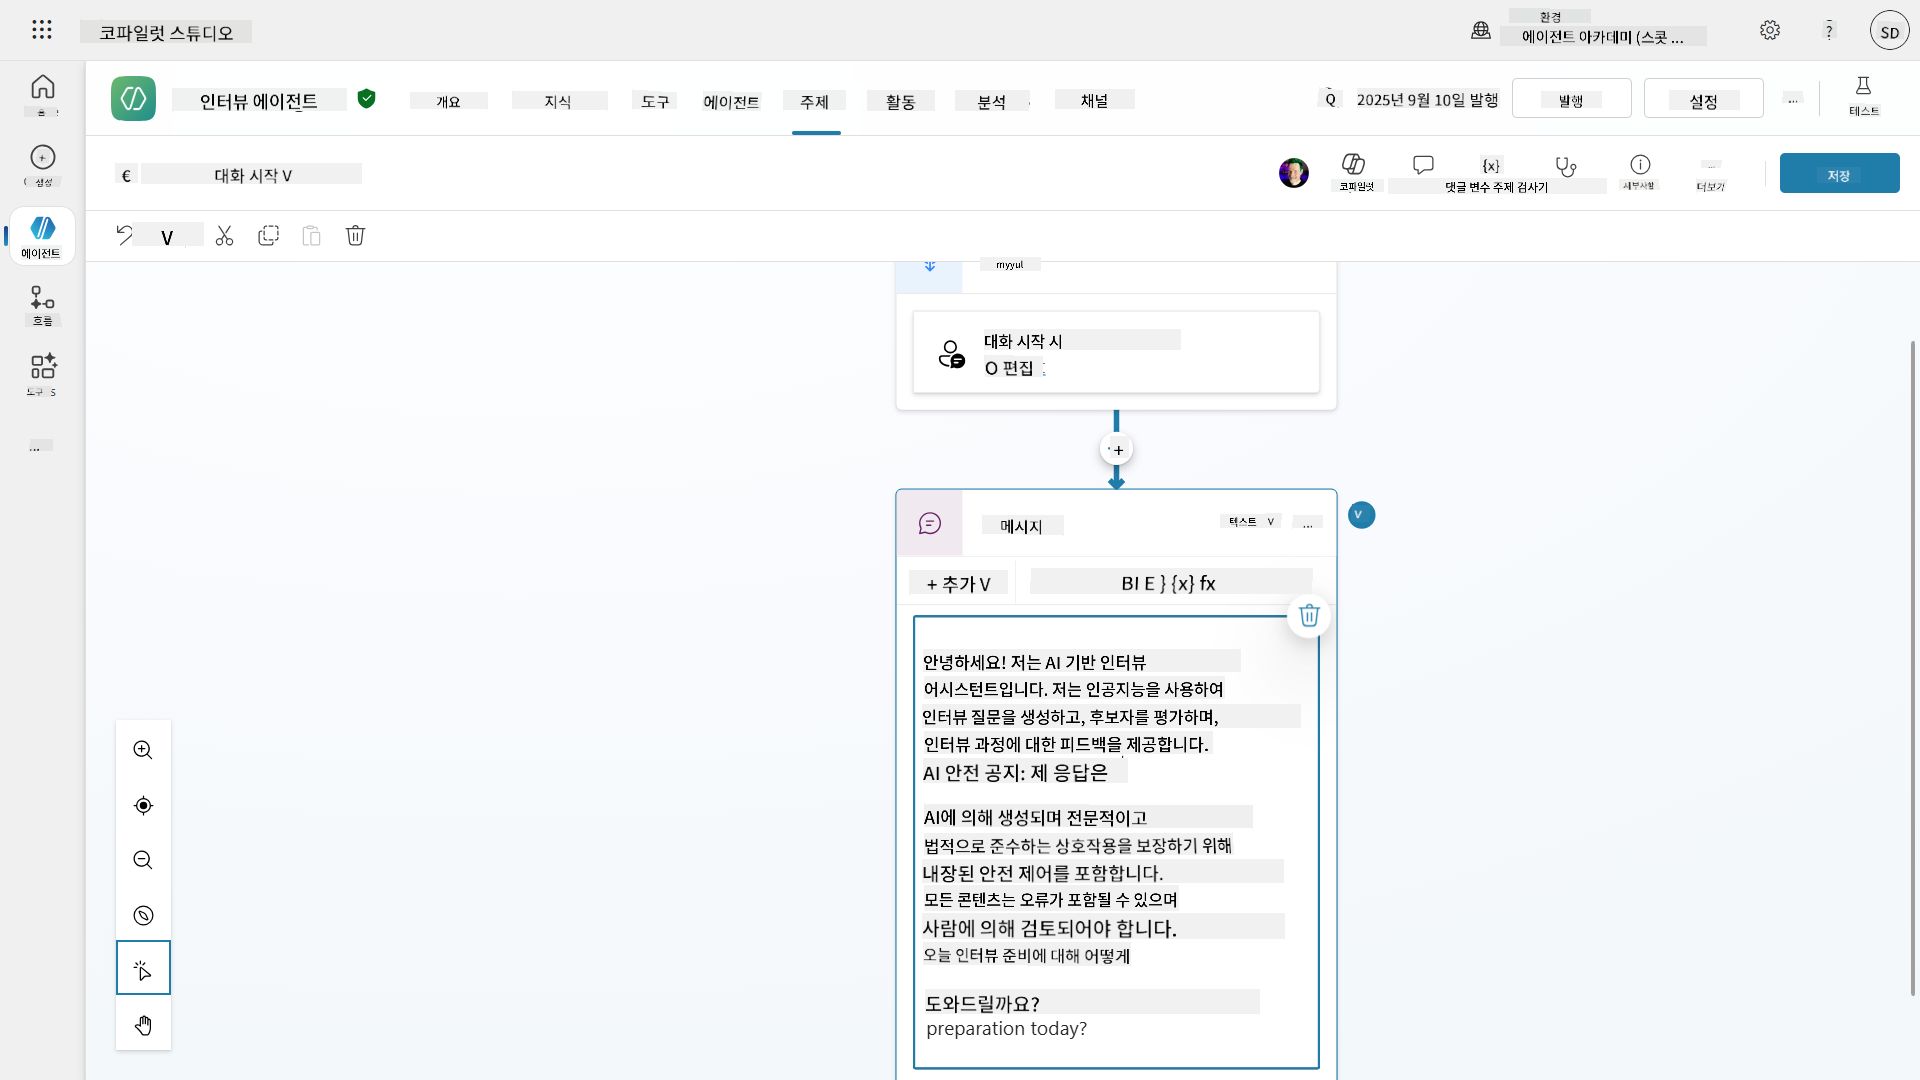 코파일럿 스튜디오
환경
에이전트 아카데미 (스콧 ...
?
SD
인터뷰 에이전트
개요
지식
도구
에이전트
주제
활동
분석
채널
Q
2025년 9월 10일 발행
발행
설정
...
테스트
홈
생성
에이전트
흐름
도구 S
...
€
대화 시작 V
코파일럿
{x}
댓글 변수 주제 검사기
세부사항
...
더보기
저장
V
myyul
대화 시작 시
O 편집
+
메시지
텍스트 V
...
V
+ 추가 V
BI E } {x} fx
안녕하세요! 저는 AI 기반 인터뷰
어시스턴트입니다. 저는 인공지능을 사용하여
인터뷰 질문을 생성하고, 후보자를 평가하며,
인터뷰 과정에 대한 피드백을 제공합니다.
AI 안전 공지: 제 응답은
AI에 의해 생성되며 전문적이고
법적으로 준수하는 상호작용을 보장하기 위해
내장된 안전 제어를 포함합니다.
모든 콘텐츠는 오류가 포함될 수 있으며
사람에 의해 검토되어야 합니다.
오늘 인터뷰 준비에 대해 어떻게
도와드릴까요?
preparation today?